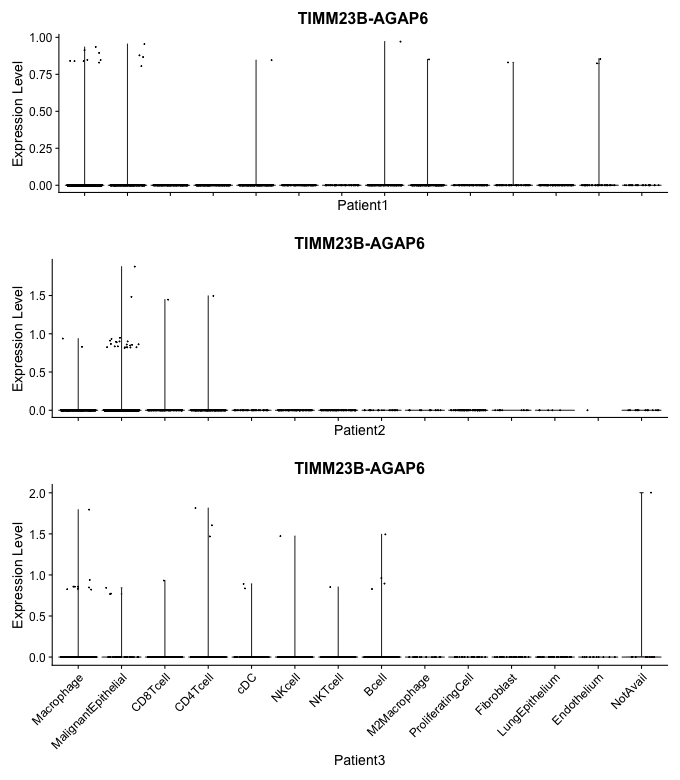 TIMM23B-AGAP6
Expression Level
1.00
0.75
0.50
0.25
0.00
Patient1
TIMM23B-AGAP6
Expression Level
1.5
1.0
0.5
0.0
Patient2
TIMM23B-AGAP6
Expression Level
2.0
1.5
1.0
0.5
0.0
Macrophage
MalignantEpithelial
CD8Tcell
CD4Tcell
cDC
NKcell
NKTcell
Bcell
M2Macrophage
ProliferatingCell
Fibroblast
LungEpithelium
Endothelium
NotAvail
Patient3